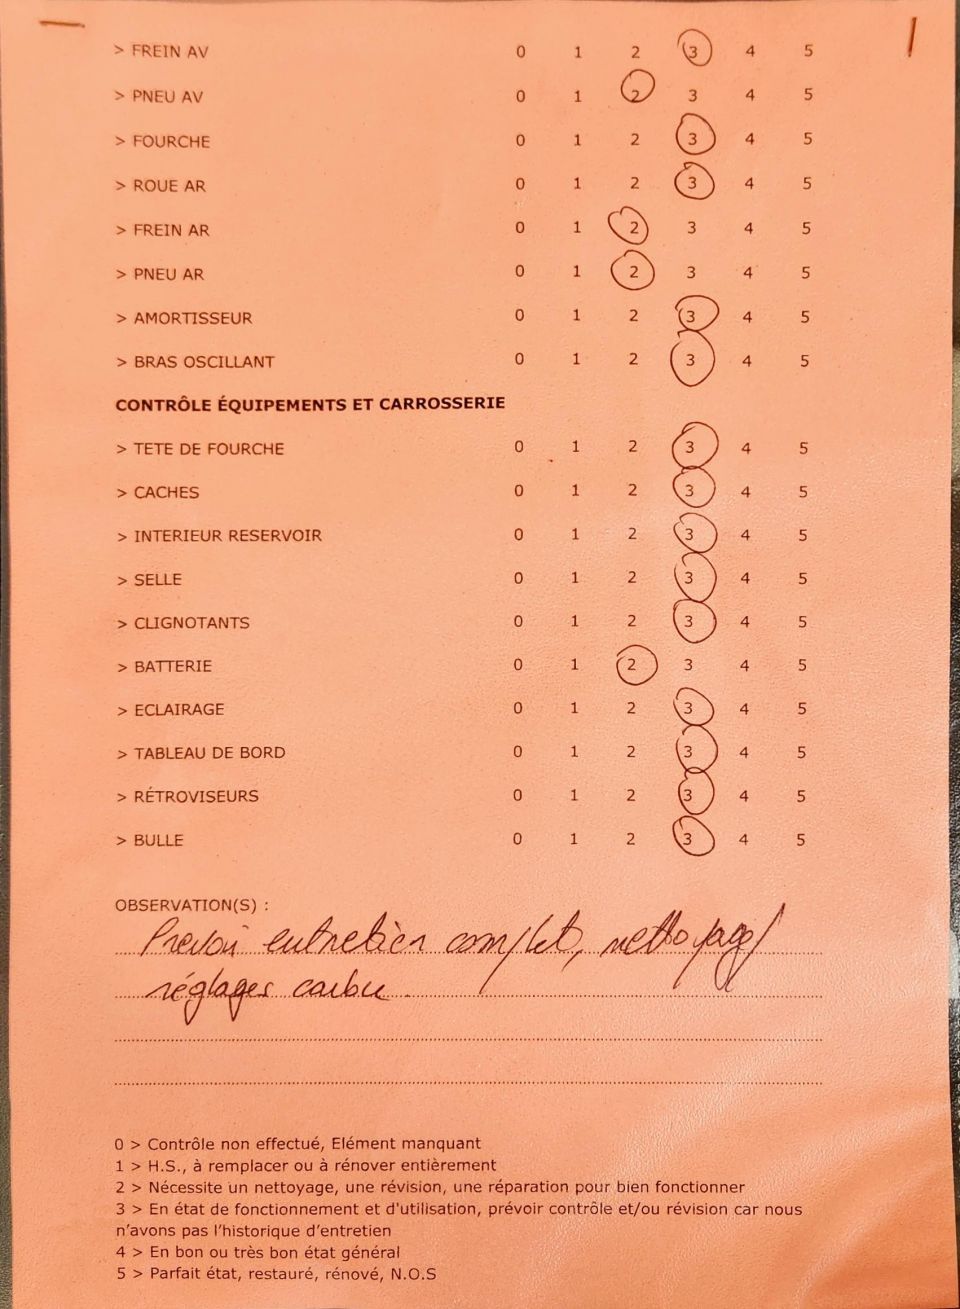 > FREIN AV 0 1 2 3 4 5
> PNEU AV 0 1 2 3 4 5
> FOURCHE 0 1 2 3 4 5
> ROUE AR 0 1 2 3 4 5
> FREIN AR 0 1 2 3 4 5
> PNEU AR 0 1 2 3 4 5
> AMORTISSEUR 0 1 2 3 4 5
> BRAS OSCILLANT 0 1 2 3 4 5
CONTRÔLE ÉQUIPEMENTS ET CARROSSERIE
> TETE DE FOURCHE 0 1 2 3 4 5
> CACHES 0 1 2 3 4 5
> INTERIEUR RESERVOIR 0 1 2 3 4 5
> SELLE 0 1 2 3 4 5
> CLIGNOTANTS 0 1 2 3 4 5
> BATTERIE 0 1 2 3 4 5
> ECLAIRAGE 0 1 2 3 4 5
> TABLEAU DE BORD 0 1 2 3 4 5
> RÉTROVISEURS 0 1 2 3 4 5
> BULLE 0 1 2 3 4 5
OBSERVATION(S) :
Prevoir entretien complet, nettoyage/
réglages carbu.
0 > Contrôle non effectué, Elément manquant
1 > H.S., à remplacer ou à rénover entièrement
2 > Nécessite un nettoyage, une révision, une réparation pour bien fonctionner
3 > En état de fonctionnement et d'utilisation, prévoir contrôle et/ou révision car nous
n'avons pas l'historique d'entretien
4 > En bon ou très bon état général
5 > Parfait état, restauré, rénové, N.O.S